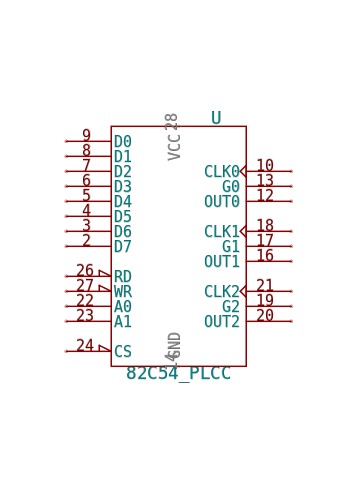 U
28
VCC
9 D0
8 D1
7 D2
6 D3
5 D4
4 D5
3 D6
2 D7
26 RD
27 WR
22 A0
23 A1
24 CS
CLK0 10
G0 13
OUT0 12
CLK1 18
G1 17
OUT1 16
CLK2 21
G2 19
OUT2 20
GND
14
82C54_PLCC